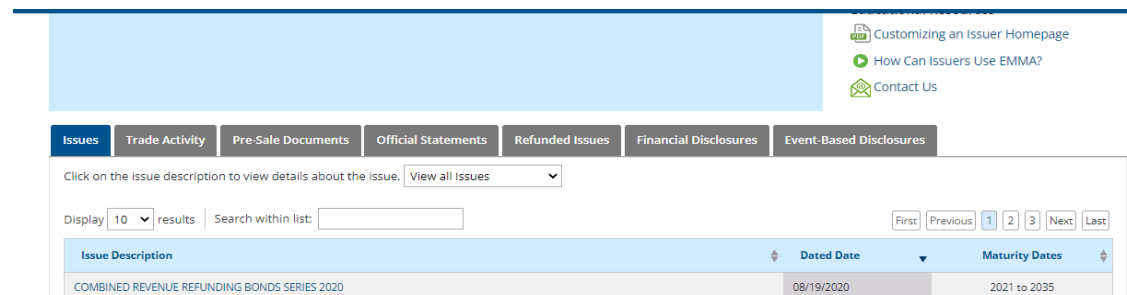 Customizing an Issuer Homepage
How Can Issuers Use EMMA?
Contact Us
Issues Trade Activity Pre-Sale Documents Official Statements Refunded Issues Financial Disclosures Event-Based Disclosures
Click on the issue description to view details about the issue. View all Issues
Display 10 results Search within list: First Previous 1 2 3 Next Last
Issue Description Dated Date Maturity Dates
COMBINED REVENUE REFUNDING BONDS SERIES 2020 08/19/2020 2021 to 2035